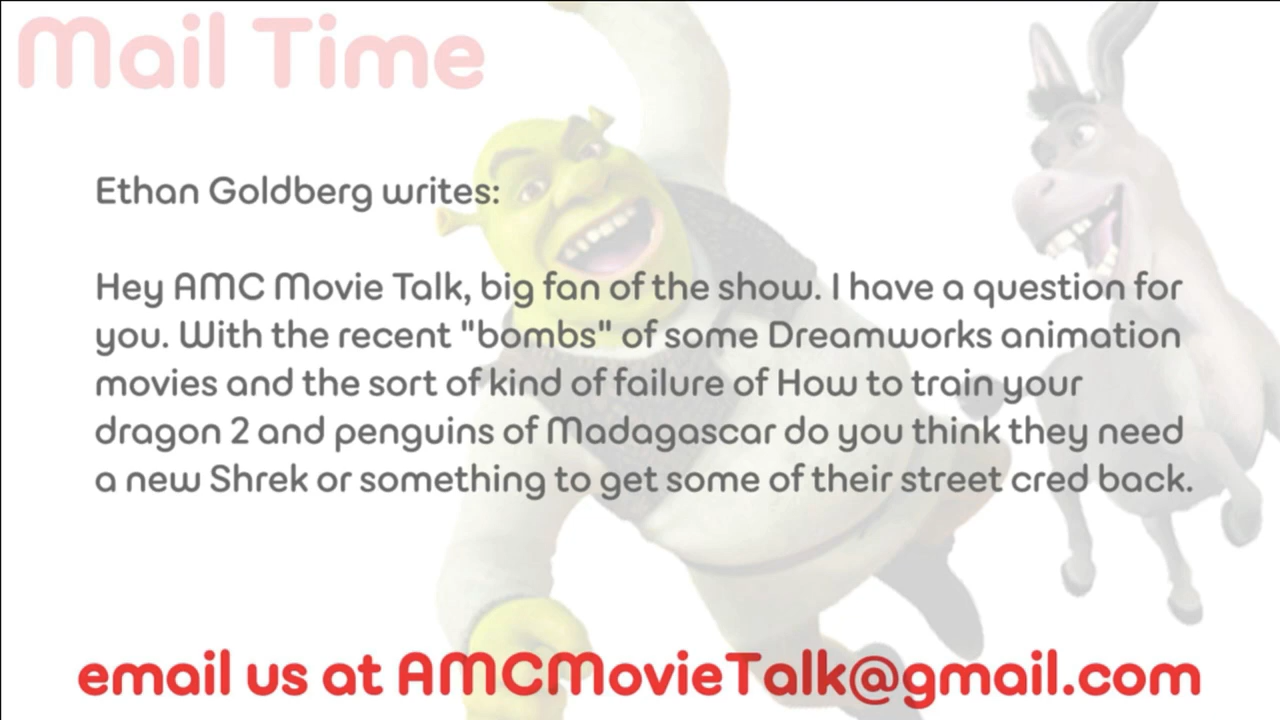 Mail Time
Ethan Goldberg writes:
Hey AMC Movie Talk, big fan of the show. I have a question for
you. With the recent "bombs" of some Dreamworks animation
movies and the sort of kind of failure of How to train your
dragon 2 and penguins of Madagascar do you think they need
a new Shrek or something to get some of their street cred back.
email us at AMCMovieTalk@gmail.com